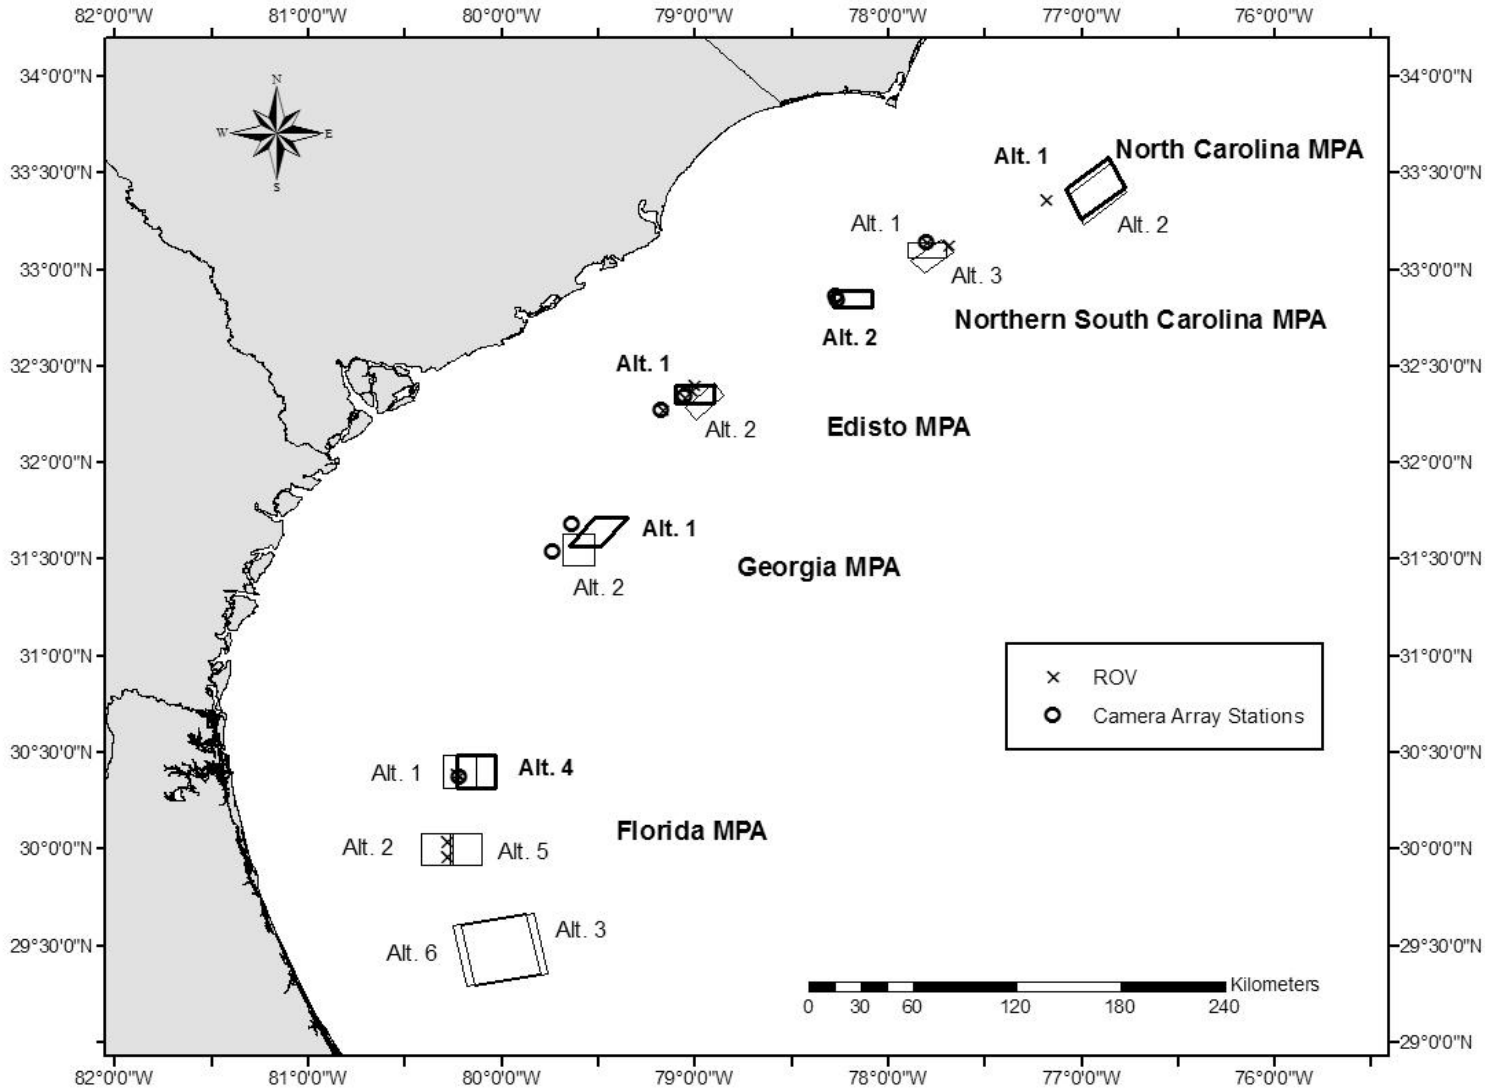 82°0'0"W 81°0'0"W 80°0'0"W 79°0'0"W 78°0'0"W 77°0'0"W 76°0'0"W
34°0'0"N 34°0'0"N
N
W E
S
33°30'0"N 33°30'0"N
Alt. 1 North Carolina MPA
Alt. 2
Alt. 1
33°0'0"N Alt. 3 33°0'0"N
Northern South Carolina MPA
Alt. 2
32°30'0"N 32°30'0"N
Alt. 1
Alt. 2 Edisto MPA
32°0'0"N 32°0'0"N
Alt. 1
31°30'0"N 31°30'0"N
Georgia MPA
Alt. 2
31°0'0"N 31°0'0"N
ROV
Camera Array Stations
30°30'0"N 30°30'0"N
Alt. 1 Alt. 4
Florida MPA
30°0'0"N 30°0'0"N
Alt. 2 Alt. 5
Alt. 3
29°30'0"N 29°30'0"N
Alt. 6
Kilometers
0 30 60 120 180 240
29°0'0"N 29°0'0"N
82°0'0"W 81°0'0"W 80°0'0"W 79°0'0"W 78°0'0"W 77°0'0"W 76°0'0"W